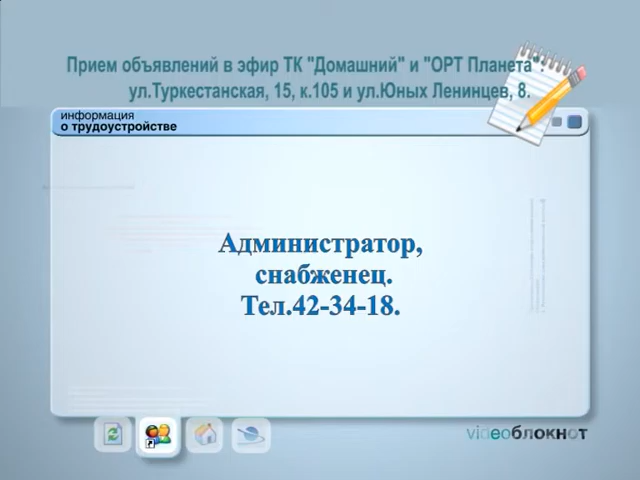 Прием объявлений в эфир ТК "Домашний" и "ОРТ Планета":
ул.Туркестанская, 15, к.105 и ул.Юных Ленинцев, 8.
информация
о трудоустройстве
Администратор,
снабженец.
Тел.42-34-18.
videoблокнот